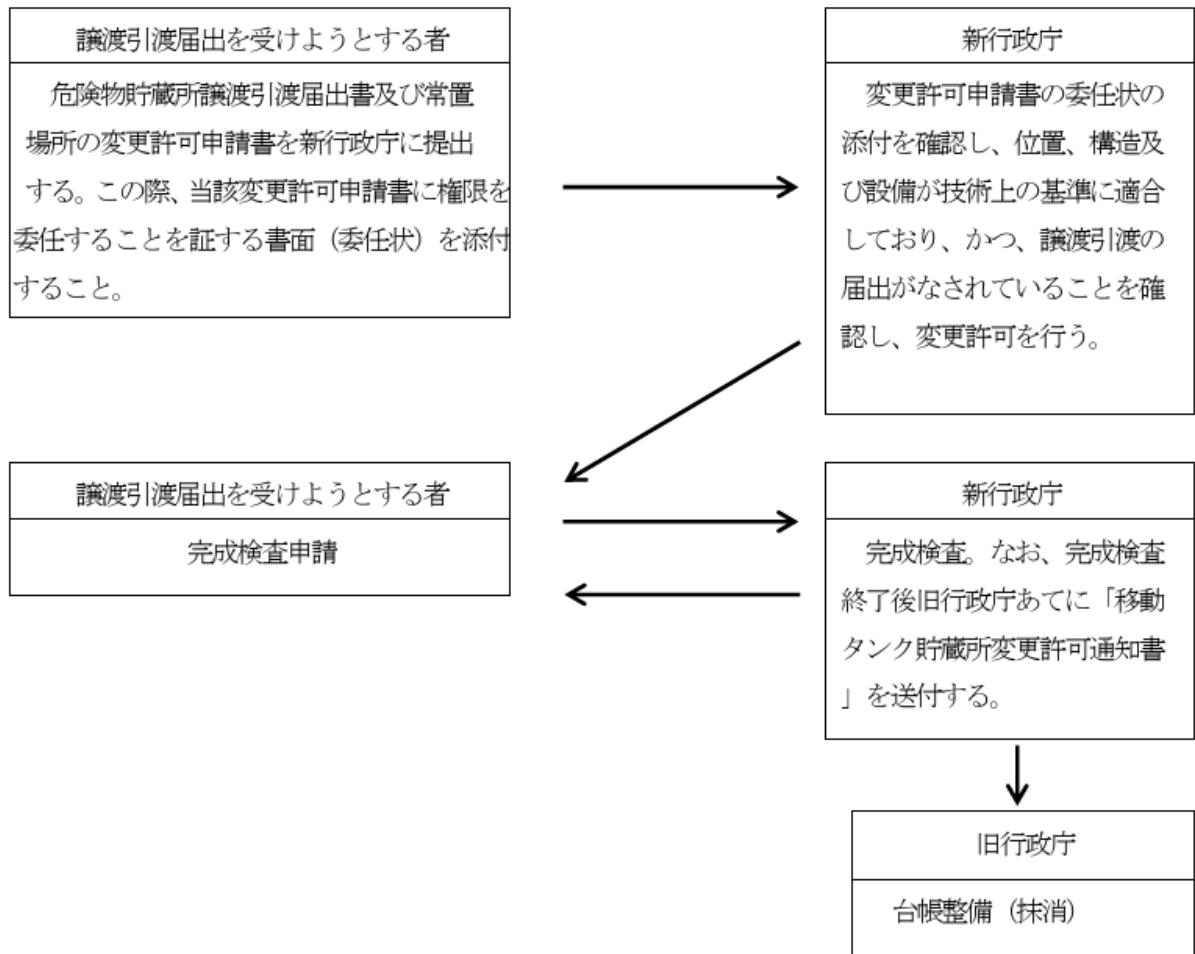 譲渡引渡届出を受けようとする者
危険物貯蔵所譲渡引渡届出書及び常置
場所の変更許可申請書を新行政庁に提出
する。この際、当該変更許可申請書に権限を
委任することを証する書面（委任状）を添付
すること。
新行政庁
変更許可申請書の委任状の
添付を確認し、位置、構造及
び設備が技術上の基準に適合
しており、かつ、譲渡引渡の
届出がなされていることを確
認し、変更許可を行う。
譲渡引渡届出を受けようとする者
完成検査申請
新行政庁
完成検査。なお、完成検査
終了後旧行政庁あてに「移動
タンク貯蔵所変更許可通知書
」を送付する。
旧行政庁
台帳整備（抹消）